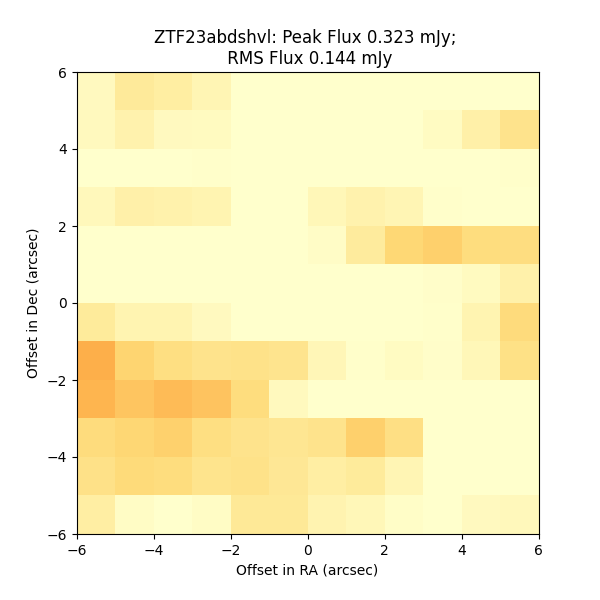 ZTF23abdshvl: Peak Flux 0.323 mJy;
RMS Flux 0.144 mJy
6
4
2
0
−2
−4
−6
Offset in Dec (arcsec)
−6 −4 −2 0 2 4 6
Offset in RA (arcsec)